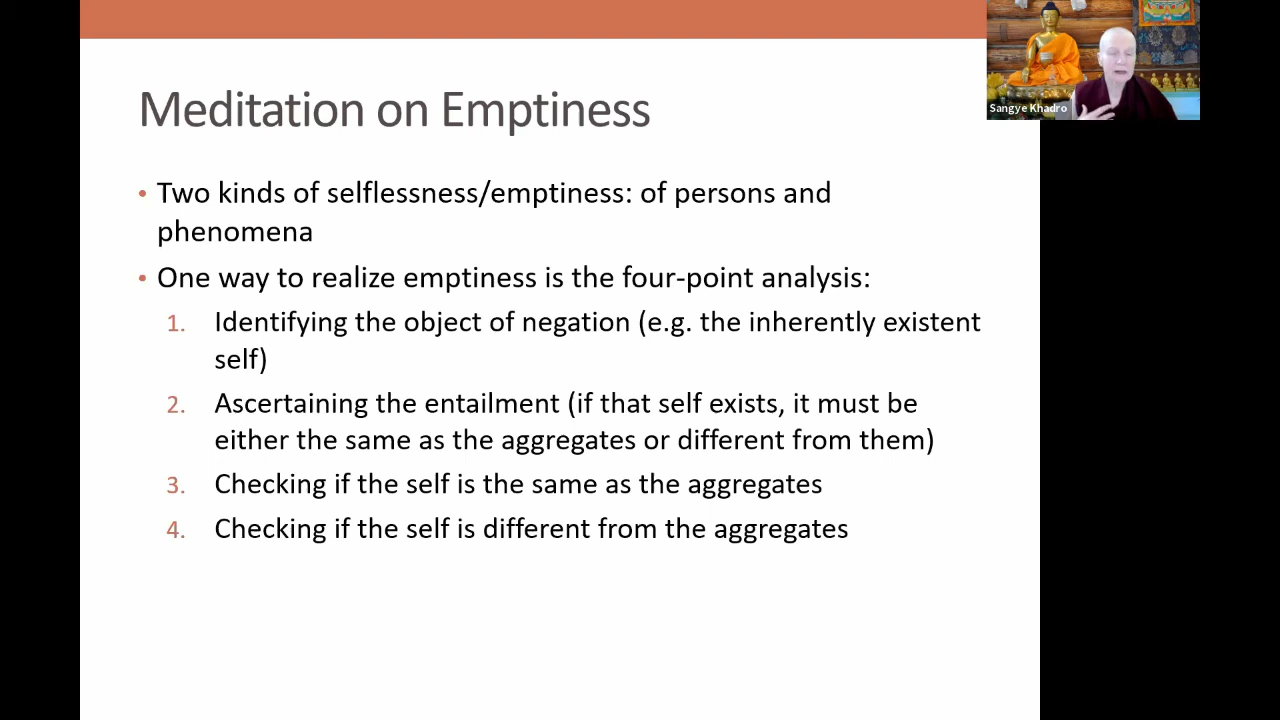 Meditation on Emptiness
Sangye Khadro
• Two kinds of selflessness/emptiness: of persons and
phenomena
• One way to realize emptiness is the four-point analysis:
1. Identifying the object of negation (e.g. the inherently existent
self)
2. Ascertaining the entailment (if that self exists, it must be
either the same as the aggregates or different from them)
3. Checking if the self is the same as the aggregates
4. Checking if the self is different from the aggregates